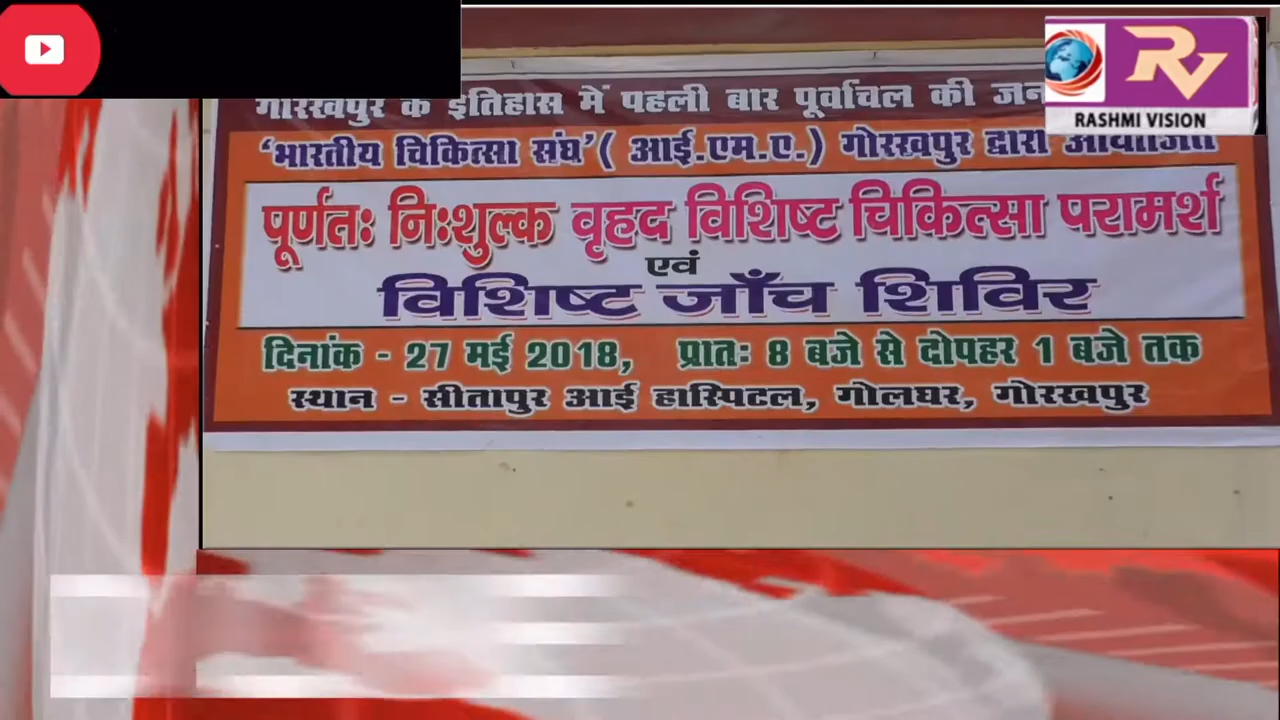 गोरखपुर के इतिहास में पहली बार पूर्वांचल की
RASHMI VISION
'भारतीय चिकित्सा संघ' ( आई.एम.ए.) गोरखपुर द्वारा आयोजित
पूर्णतः निःशुल्क वृहद विशिष्ट चिकित्सा परामर्श
एवं
विशिष्ट जाँच शिविर
दिनांक - 27 मई 2018, प्रातः 8 बजे से दोपहर 1 बजे तक
स्थान - सीतापुर आई हास्पिटल, गोलघर, गोरखपुर